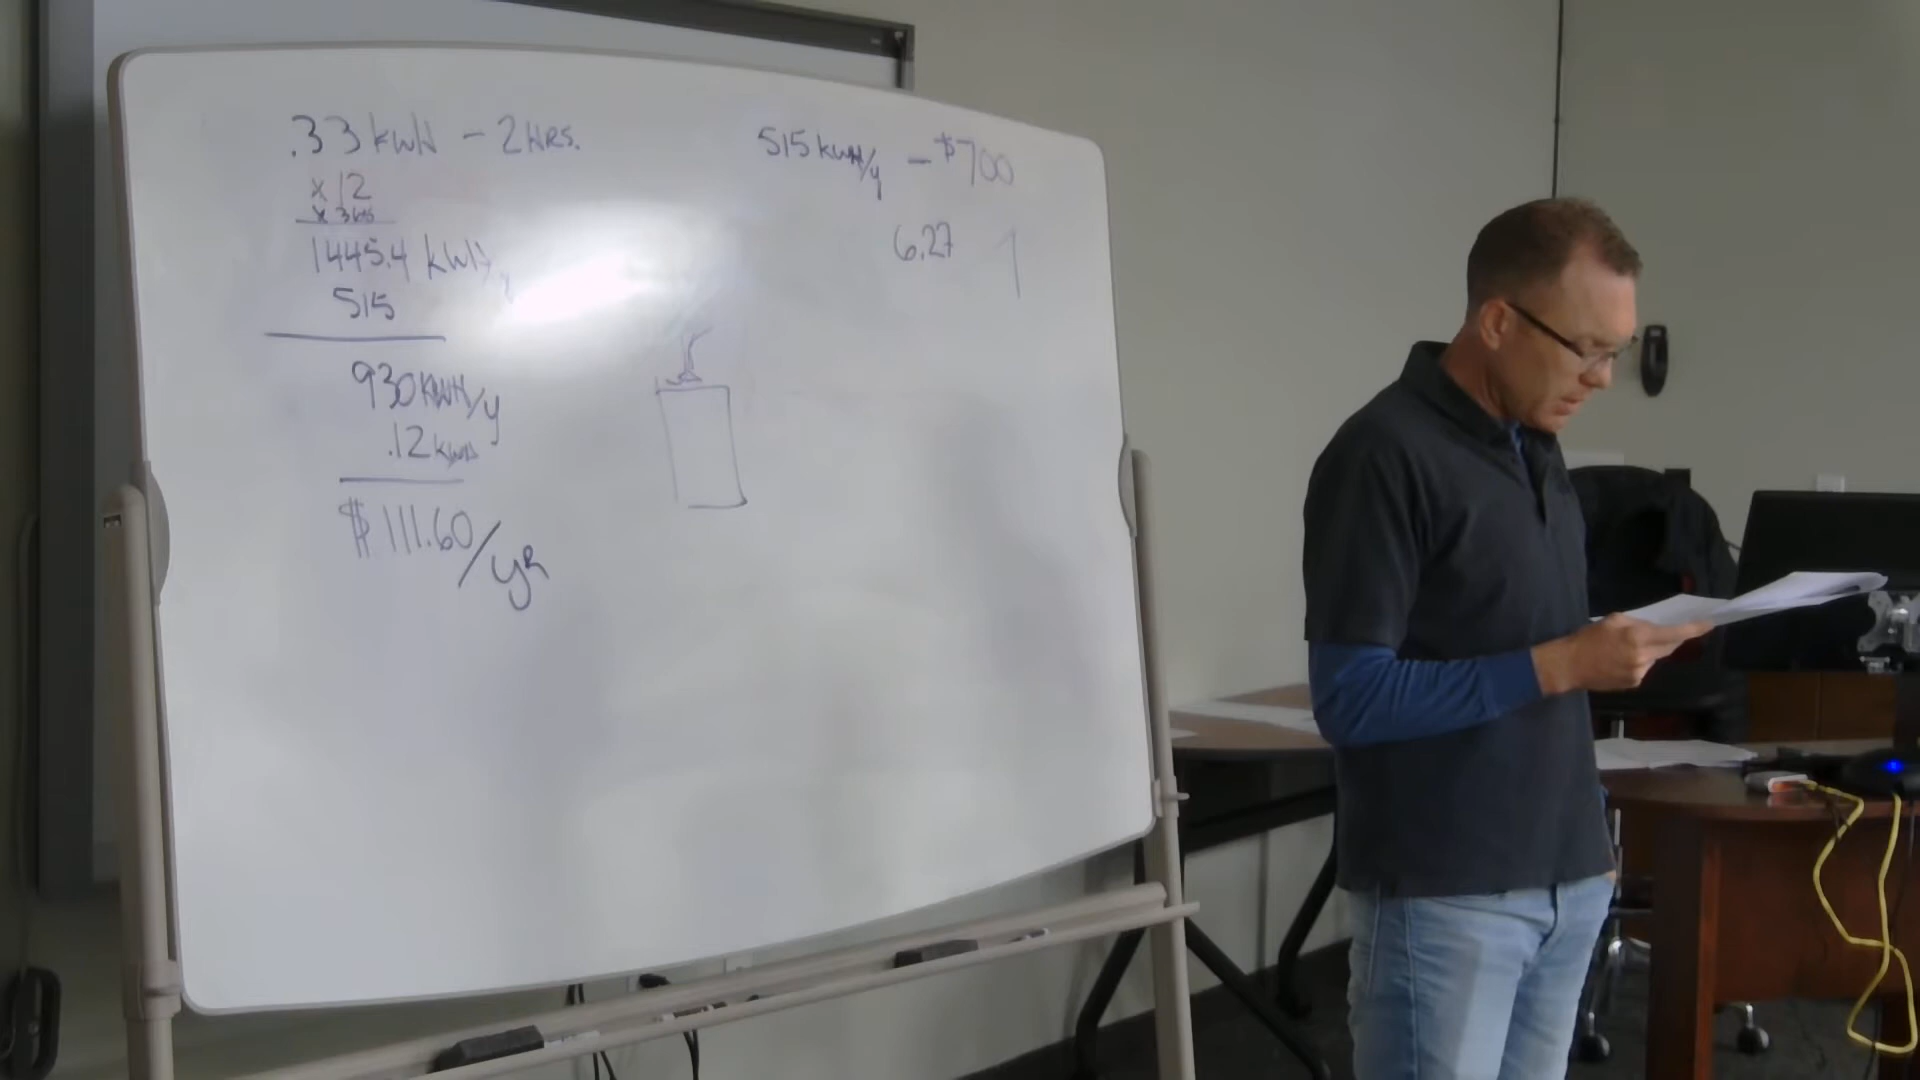 .33 kWH - 2 HRS.
x 12
x 365
1445.4 kWH/y
515
930 KWH/y
.12 kWH
$ 111.60/yR
515 kWH/y - $700
6.27